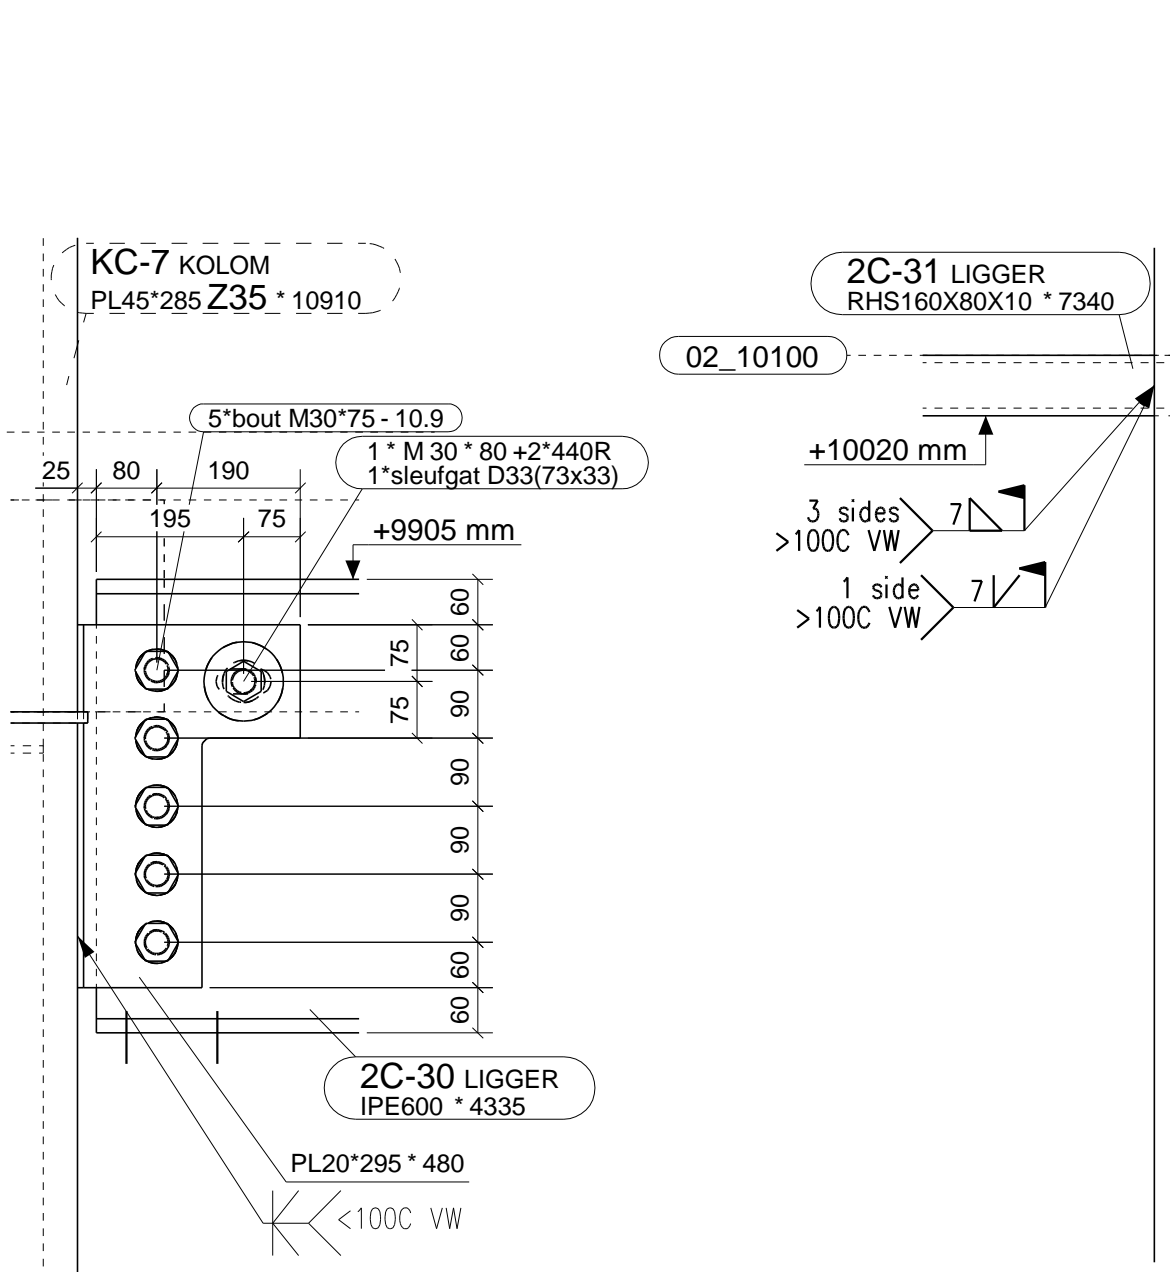 KC-7 KOLOM
PL45*285 Z35 * 10910
2C-31 LIGGER
RHS160X80X10 * 7340
02_10100
5*bout M30*75 - 10.9
1 * M 30 * 80 +2*440R
1*sleufgat D33(73x33)
+10020 mm
25
80
190
195
75
+9905 mm
3 sides
>100C VW
7
1 side
>100C VW
7
60
60
75
90
75
90
90
90
60
60
2C-30 LIGGER
IPE600 * 4335
PL20*295 * 480
<100C VW